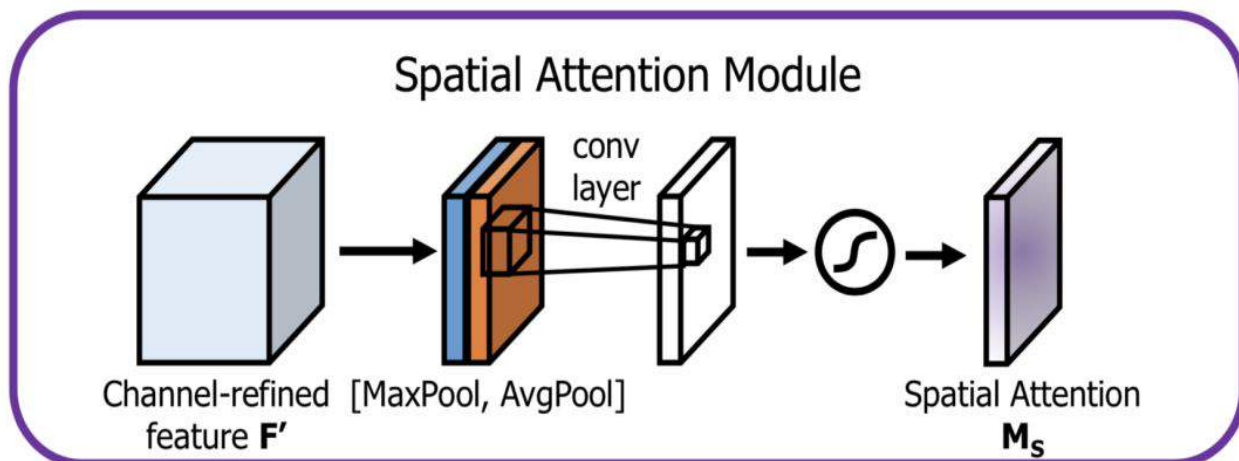 Spatial Attention Module
conv
layer
Channel-refined
feature F′
[MaxPool, AvgPool]
Spatial Attention
Ms